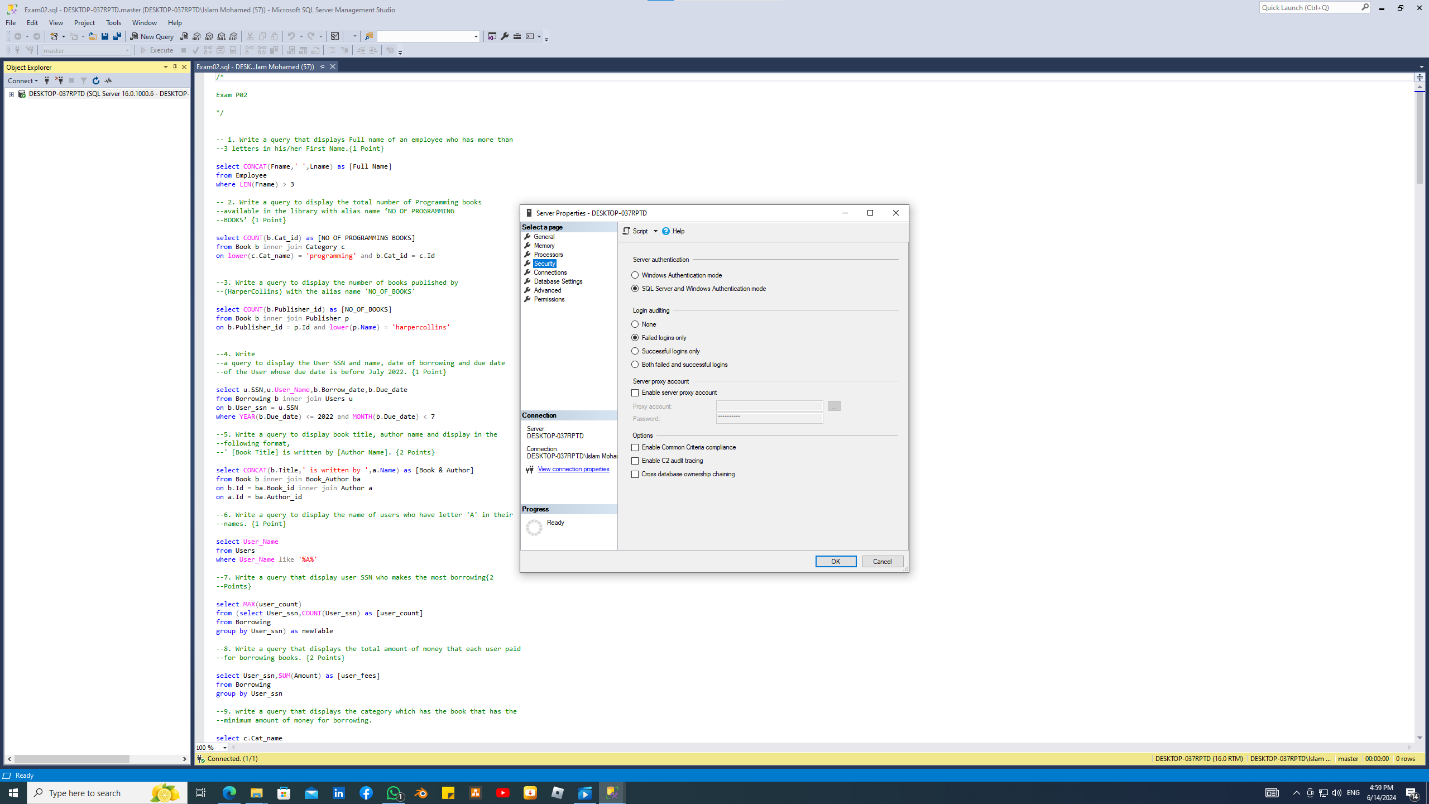 Exam02.sql - DESKTOP-037RPTD.master (DESKTOP-037RPTD\Islam Mohamed (57)) - Microsoft SQL Server Management Studio
Quick Launch (Ctrl+Q)
File Edit View Project Tools Window Help
New Query
master
Execute
Object Explorer
Connect
DESKTOP-037RPTD (SQL Server 16.0.1000.6 - DESKTOP-
Exam02.sql - DESK...lam Mohamed (57))
/*
Exam P02
*/
-- 1. Write a query that displays Full name of an employee who has more than
--3 letters in his/her First Name.{1 Point}
select CONCAT(Fname,' ',Lname) as [Full Name]
from Employee
where LEN(Fname) > 3
-- 2. Write a query to display the total number of Programming books
--available in the library with alias name 'NO OF PROGRAMMING
--BOOKS' {1 Point}
select COUNT(b.Cat_id) as [NO OF PROGRAMMING BOOKS]
from Book b inner join Category c
on lower(c.Cat_name) = 'programming' and b.Cat_id = c.Id
--3. Write a query to display the number of books published by
--(HarperCollins) with the alias name 'NO_OF_BOOKS'
select COUNT(b.Publisher_id) as [NO_OF_BOOKS]
from Book b inner join Publisher p
on b.Publisher_id = p.Id and lower(p.Name) = 'harpercollins'
--4. Write
--a query to display the User SSN and name, date of borrowing and due date
--of the User whose due date is before July 2022. {1 Point}
select u.SSN,u.User_Name,b.Borrow_date,b.Due_date
from Borrowing b inner join Users u
on b.User_ssn = u.SSN
where YEAR(b.Due_date) <= 2022 and MONTH(b.Due_date) < 7
--5. Write a query to display book title, author name and display in the
--following format,
--' [Book Title] is written by [Author Name]. {2 Points}
select CONCAT(b.Title,' is written by ',a.Name) as [Book & Author]
from Book b inner join Book_Author ba
on b.Id = ba.Book_id inner join Author a
on a.Id = ba.Author_id
--6. Write a query to display the name of users who have letter 'A' in their
--names. {1 Point]
select User_Name
from Users
where User_Name like '%A%'
--7. Write a query that display user SSN who makes the most borrowing{2
--Points}
select MAX(user_count)
from (select User_ssn,COUNT(User_ssn) as [user_count]
from Borrowing
group by User_ssn) as newTable
--8. Write a query that displays the total amount of money that each user paid
--for borrowing books. {2 Points}
select User_ssn,SUM(Amount) as [user_fees]
from Borrowing
group by User_ssn
--9. write a query that displays the category which has the book that has the
--minimum amount of money for borrowing.
select c.Cat_name
Server Properties - DESKTOP-037RPTD
Select a page
General
Memory
Processors
Security
Connections
Database Settings
Advanced
Permissions
Connection
Server
DESKTOP-037RPTD
Connection
DESKTOP-037RPTD\Islam Moham
View connection properties
Progress
Ready
Script Help
Server authentication
Windows Authentication mode
SQL Server and Windows Authentication mode
Login auditing
None
Failed logins only
Successful logins only
Both failed and successful logins
Server proxy account
Enable server proxy account
Proxy account:
...
Password:
**********
Options
Enable Common Criteria compliance
Enable C2 audit tracing
Cross database ownership chaining
OK Cancel
100 %
Connected. (1/1)
DESKTOP-037RPTD (16.0 RTM) DESKTOP-037RPTD\Islam ... master 00:00:00 0 rows
Ready
Type here to search
ENG
4:59 PM
6/14/2024